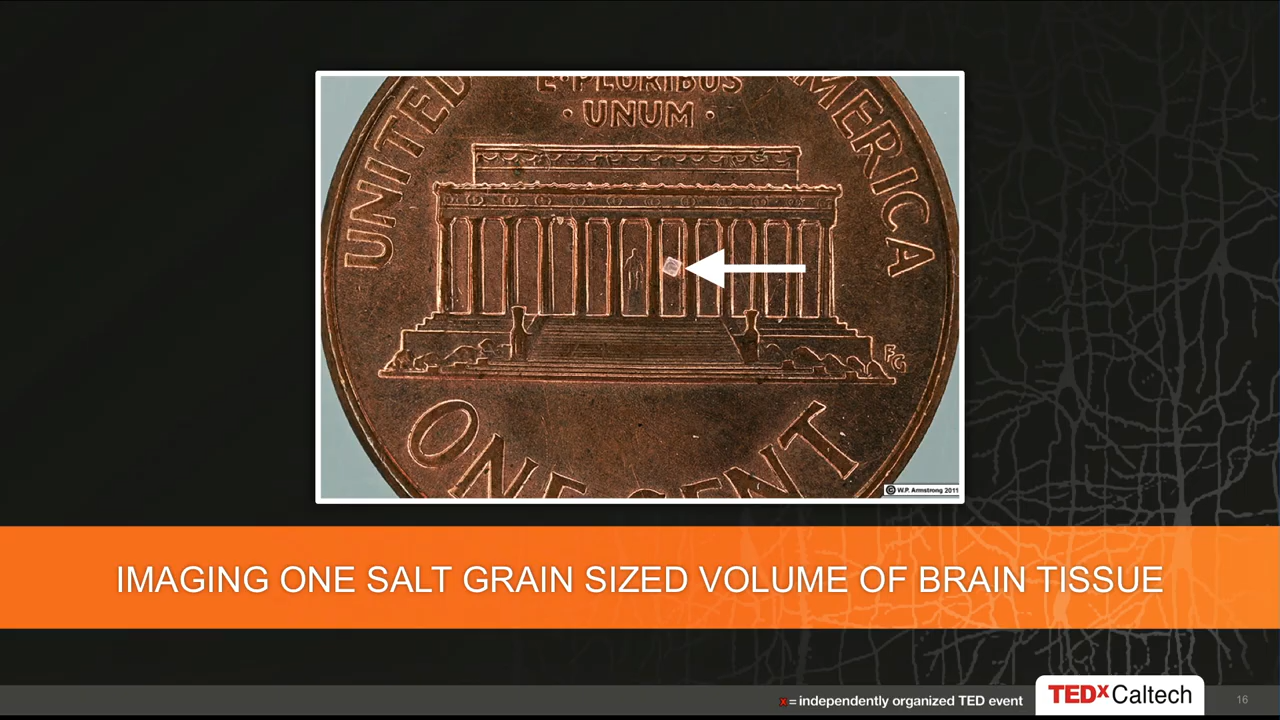 E·PLURIBUS
·UNUM·
UNITED
AMERICA
FG
ONE CENT
© W.P. Armstrong 2011
IMAGING ONE SALT GRAIN SIZED VOLUME OF BRAIN TISSUE
x = independently organized TED event
TEDxCaltech
16